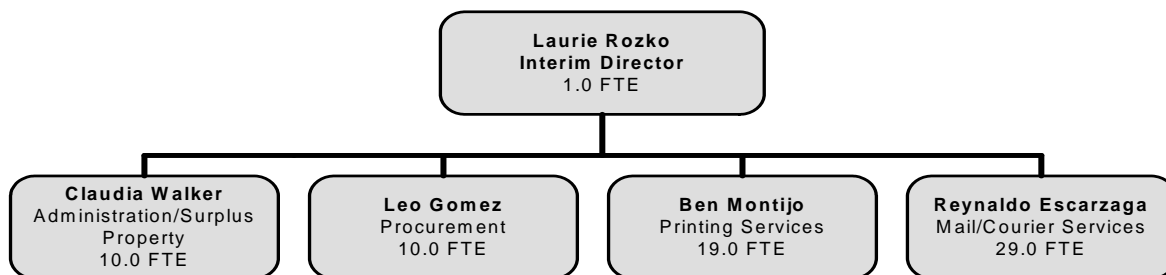 Laurie Rozko
Interim Director
1.0 FTE
Claudia Walker
Administration/Surplus
Property
10.0 FTE
Leo Gomez
Procurement
10.0 FTE
Ben Montijo
Printing Services
19.0 FTE
Reynaldo Escarzaga
Mail/Courier Services
29.0 FTE